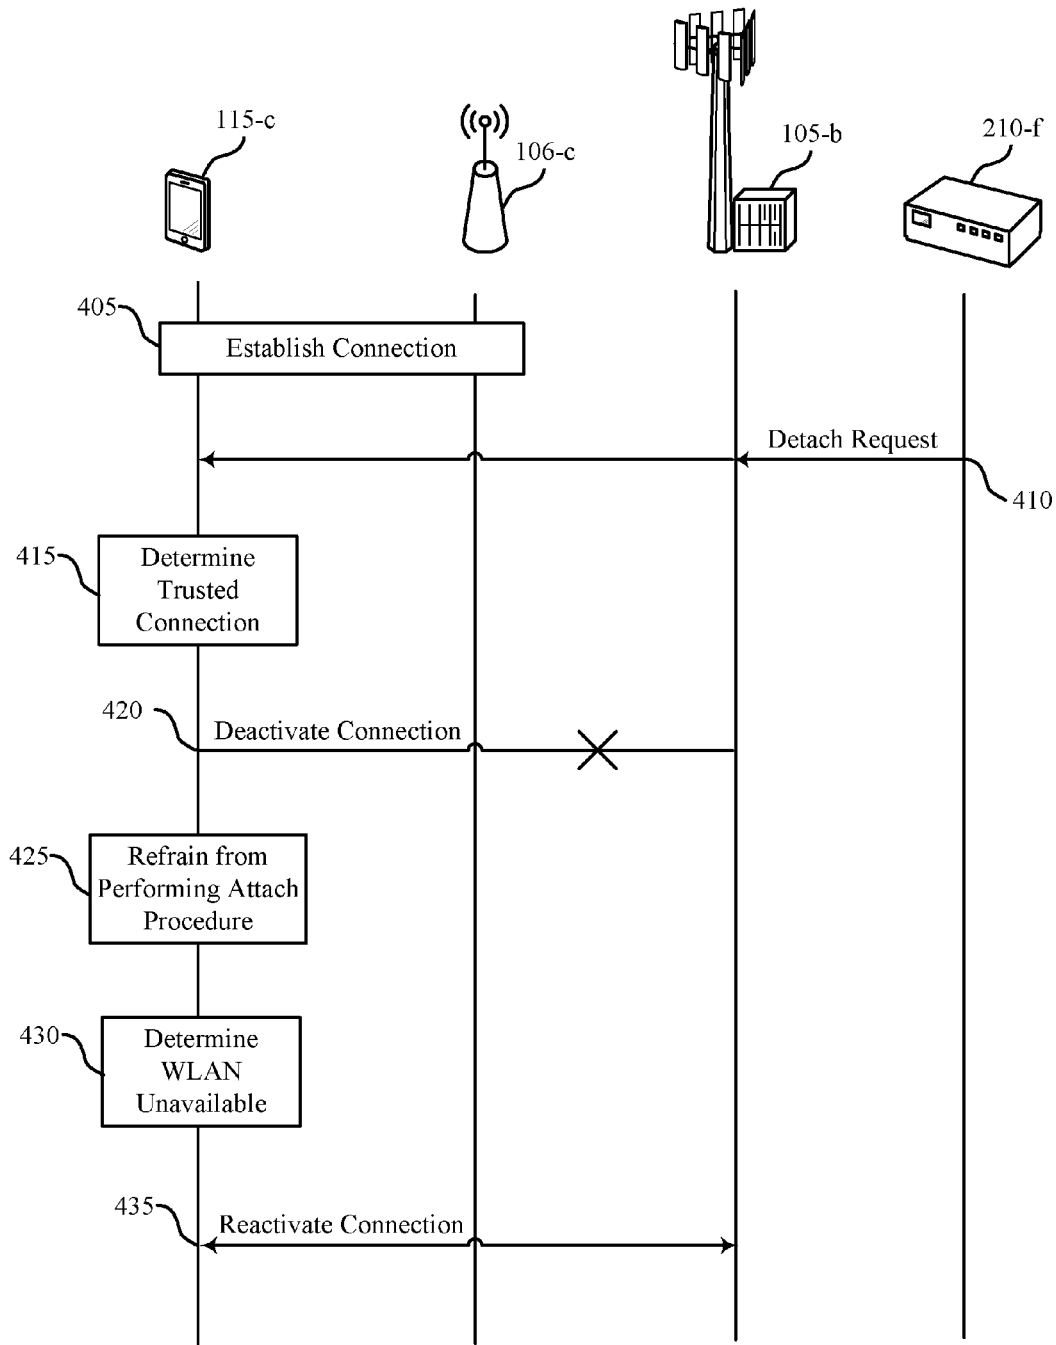 115-c
106-c
105-b
210-f
405
Establish Connection
Detach Request
410
415
Determine
Trusted
Connection
420
Deactivate Connection
425
Refrain from
Performing Attach
Procedure
430
Determine
WLAN
Unavailable
435
Reactivate Connection